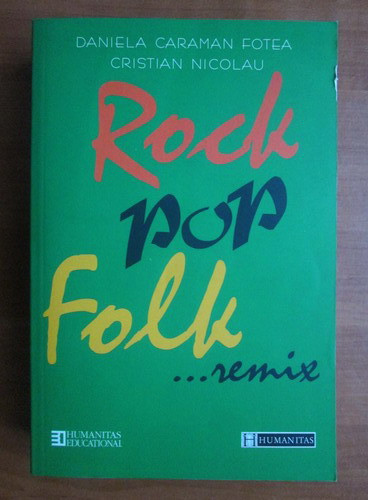 DANIELA CARAMAN FOTEA
CRISTIAN NICOLAU
Rock
pop
Folk
...remix
HUMANITAS
EDUCATIONAL
H HUMANITAS